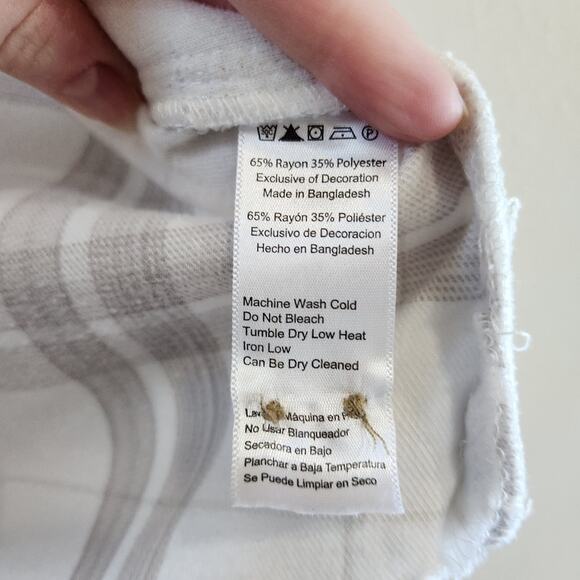 65% Rayon 35% Polyester
Exclusive of Decoration
Made in Bangladesh
65% Rayón 35% Poliéster
Exclusivo de Decoracion
Hecho en Bangladesh
Machine Wash Cold
Do Not Bleach
Tumble Dry Low Heat
Iron Low
Can Be Dry Cleaned
Máquina en
No Usar Blanqueador
Secadora en Bajo
Planchar a Baja Temperatura
Se Puede Limpiar en Seco